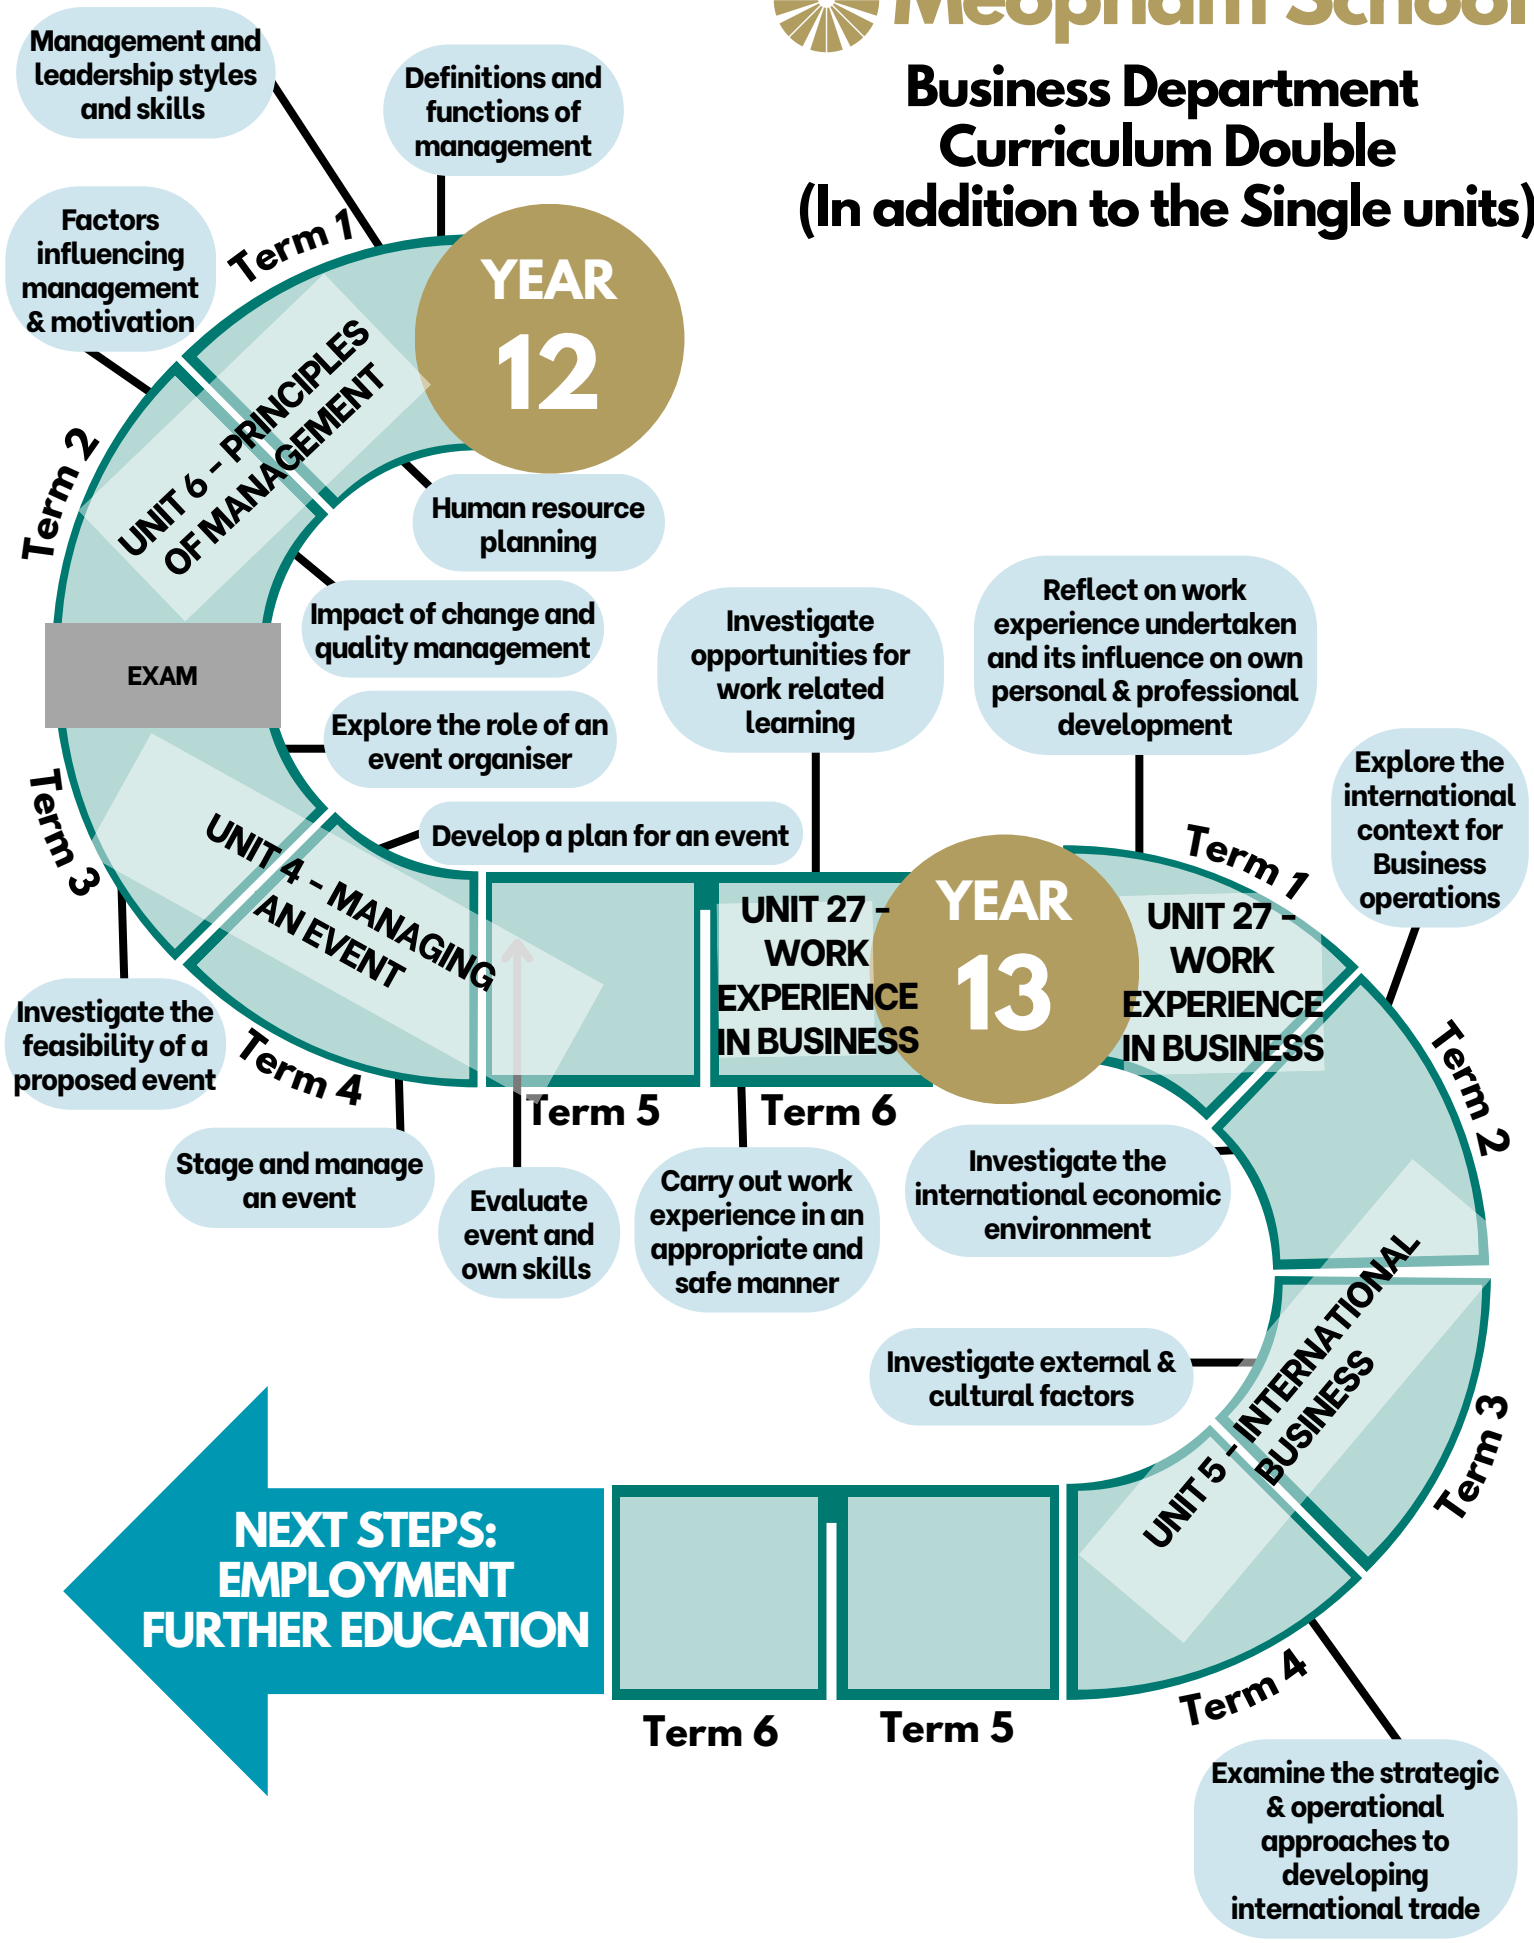 Meopham School
Business Department
Curriculum Double
(In addition to the Single units)
Management and
leadership styles
and skills
Definitions and
functions of
management
Factors
influencing
management
& motivation
Term 1
YEAR
12
UNIT 6 - PRINCIPLES
OF MANAGEMENT
Term 2
Human resource
planning
Impact of change and
quality management
EXAM
Explore the role of an
event organiser
Term 3
Develop a plan for an event
UNIT 4 - MANAGING
AN EVENT
Investigate the
feasibility of a
proposed event
Term 4
Stage and manage
an event
Term 5
Evaluate
event and
own skills
Investigate
opportunities for
work related
learning
UNIT 27 -
WORK
EXPERIENCE
IN BUSINESS
Term 6
Carry out work
experience in an
appropriate and
safe manner
YEAR
13
Reflect on work
experience undertaken
and its influence on own
personal & professional
development
Term 1
UNIT 27 -
WORK
EXPERIENCE
IN BUSINESS
Explore the
international
context for
Business
operations
Term 2
Investigate the
international economic
environment
Investigate external &
cultural factors
UNIT 5 - INTERNATIONAL
BUSINESS
Term 3
Term 4
Examine the strategic
& operational
approaches to
developing
international trade
Term 5
Term 6
NEXT STEPS:
EMPLOYMENT
FURTHER EDUCATION